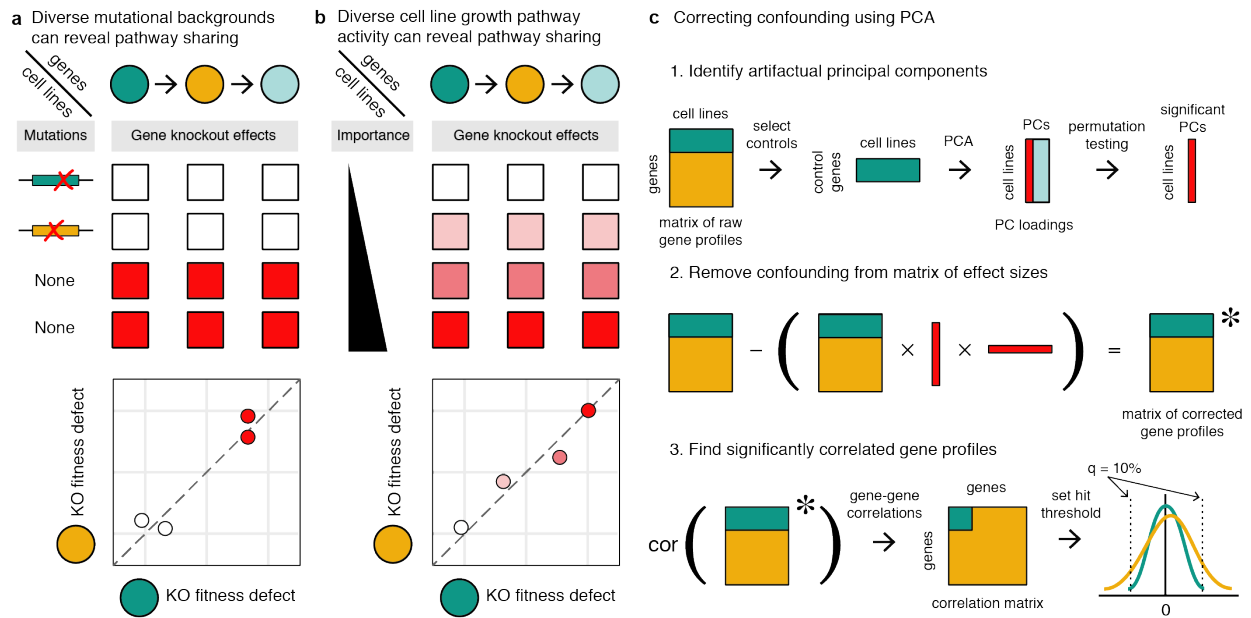 a Diverse mutational backgrounds
can reveal pathway sharing
genes
cell lines
Mutations
Gene knockout effects
None
None
KO fitness defect
KO fitness defect
b Diverse cell line growth pathway
activity can reveal pathway sharing
genes
cell lines
Importance
Gene knockout effects
KO fitness defect
KO fitness defect
c Correcting confounding using PCA
1. Identify artifactual principal components
cell lines
genes
matrix of raw
gene profiles
select
controls
cell lines
control
genes
PCA
PCs
cell lines
PC loadings
permutation
testing
significant
PCs
cell lines
2. Remove confounding from matrix of effect sizes
− ( × × ) = *
matrix of corrected
gene profiles
3. Find significantly correlated gene profiles
cor ( * )
gene-gene
correlations
genes
genes
correlation matrix
set hit
threshold
q = 10%
0